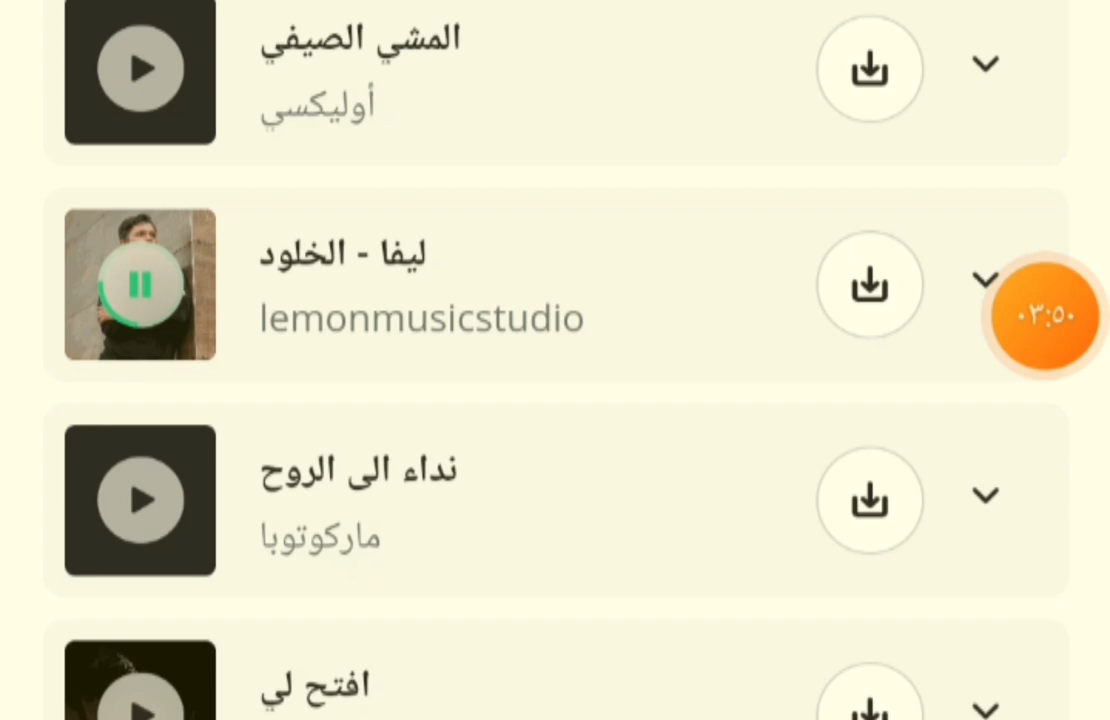 المشي الصيفي
أوليكسي
ليفا - الخلود
lemonmusicstudio
٠٣:٥٠
نداء الى الروح
ماركوتوبا
افتح لي